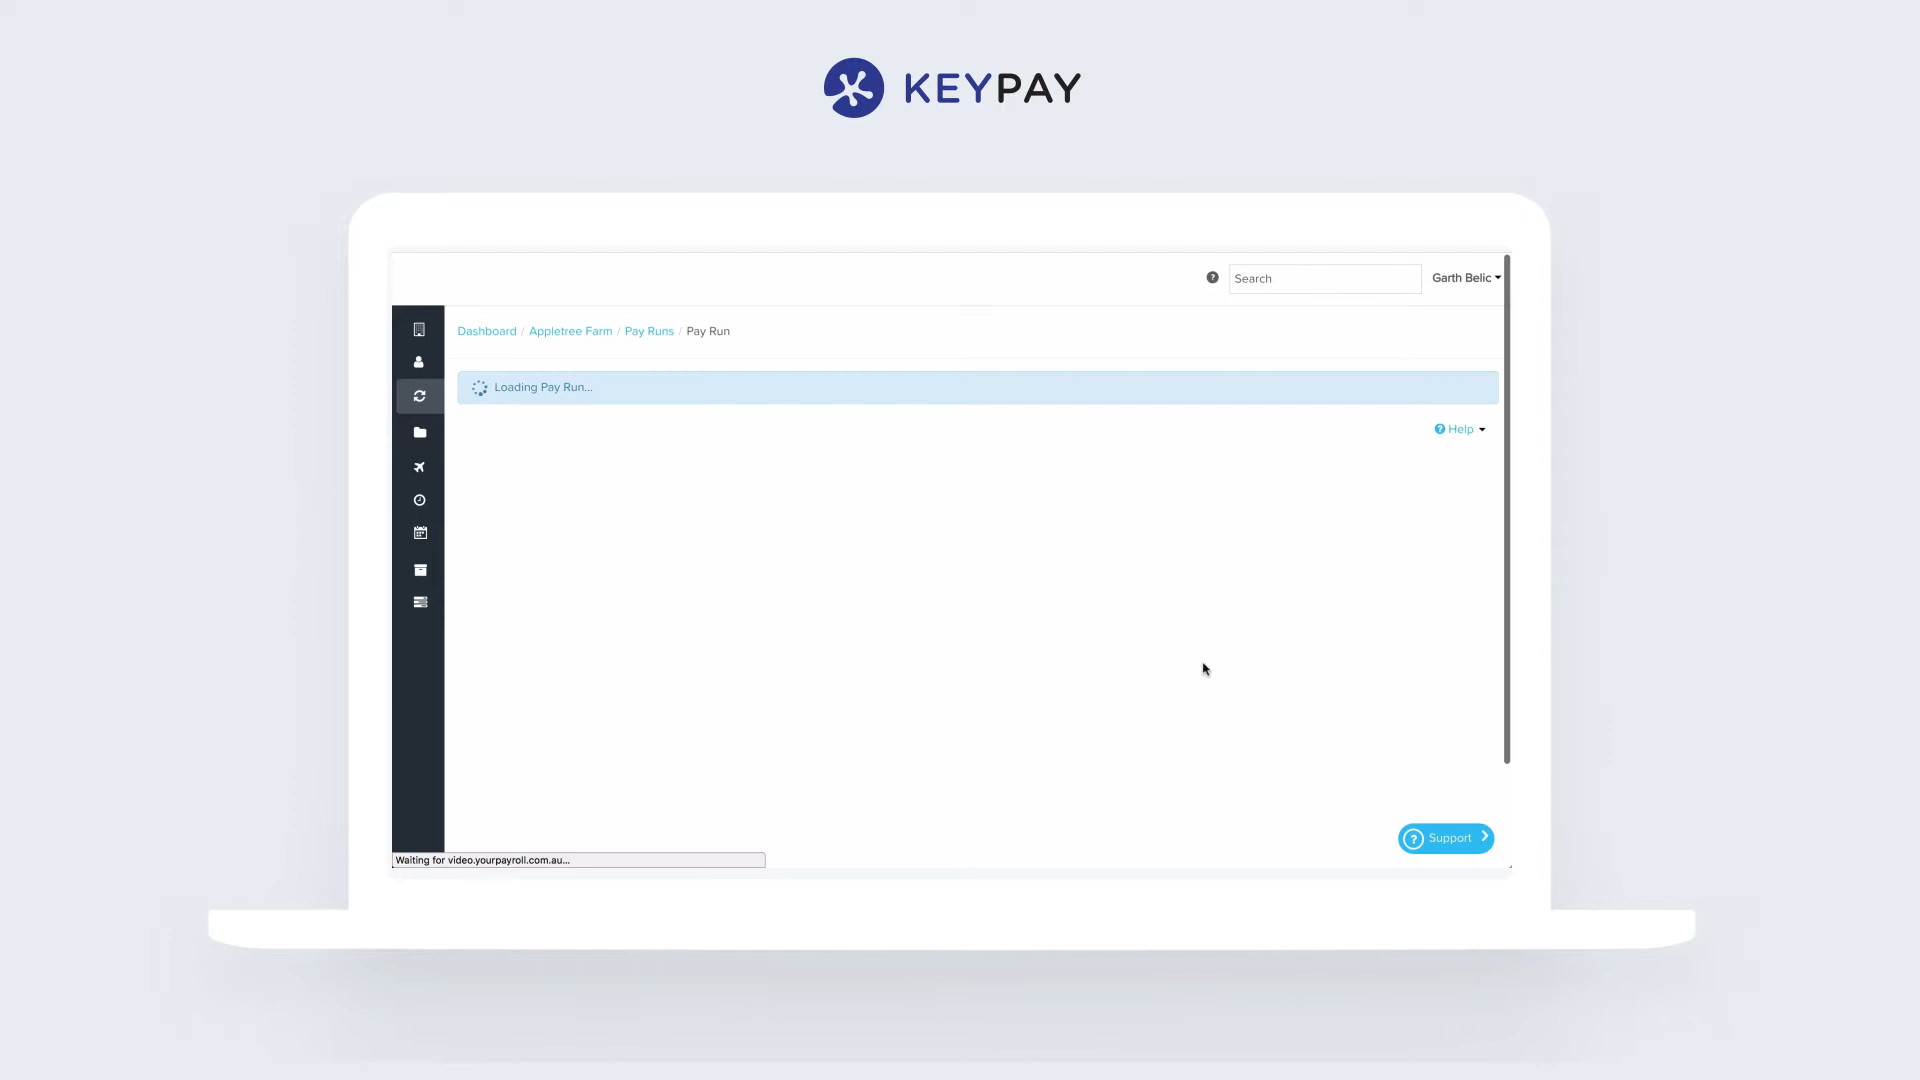 KEYPAY
Search
Garth Belic
Dashboard / Appletree Farm / Pay Runs / Pay Run
Loading Pay Run...
Help
Support
Waiting for video.yourpayroll.com.au...